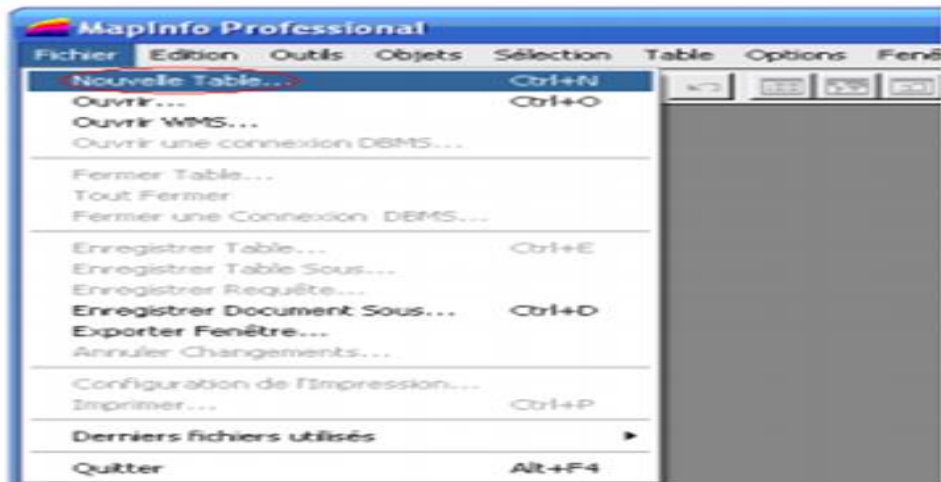 MapInfo Professional
Fichier Edition Outils Objets Sélection Table Options Fenê
Nouvelle Table... Ctrl+N
Ouvrir... Ctrl+O
Ouvrir WMS...
Ouvrir une connexion DBMS...
Fermer Table...
Tout Fermer
Fermer une Connexion DBMS...
Enregistrer Table... Ctrl+E
Enregistrer Table Sous...
Enregistrer Requête...
Enregistrer Document Sous... Ctrl+D
Exporter Fenêtre...
Annuler Changements...
Configuration de l'Impression...
Imprimer... Ctrl+P
Derniers fichiers utilisés
Quitter Alt+F4